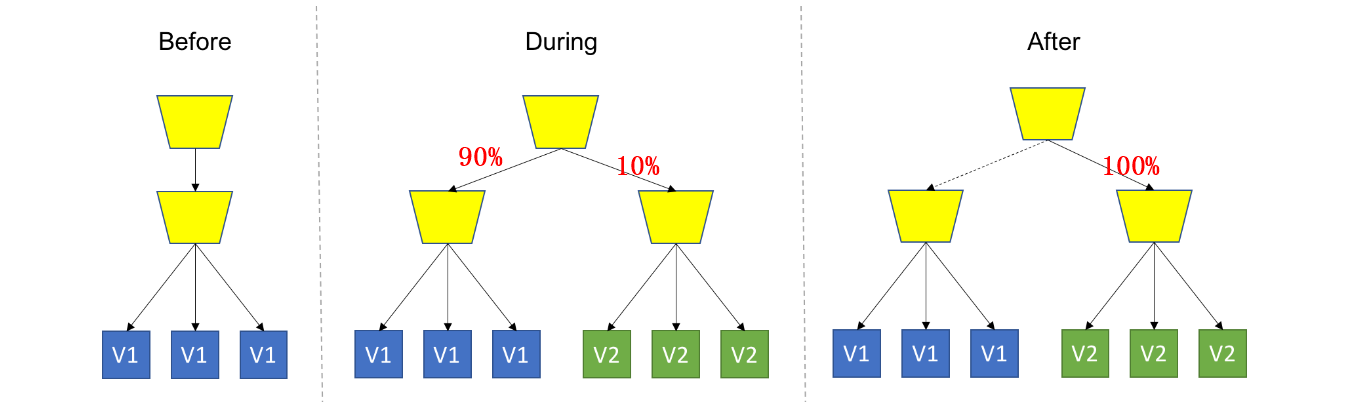 Before
During
After
90%
10%
100%
V1 V1 V1
V1 V1 V1
V2 V2 V2
V1 V1 V1
V2 V2 V2